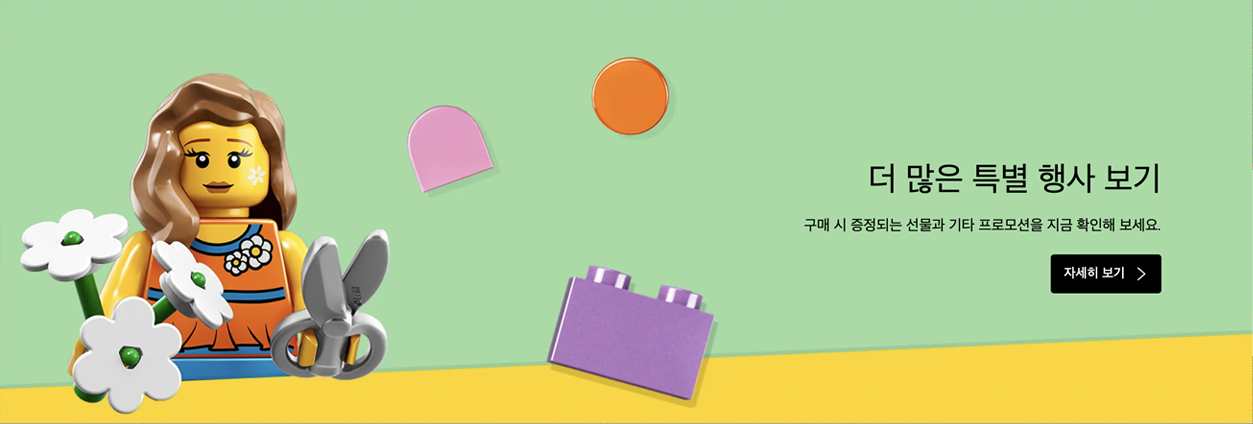 더 많은 특별 행사 보기
구매 시 증정되는 선물과 기타 프로모션을 지금 확인해 보세요.
자세히 보기